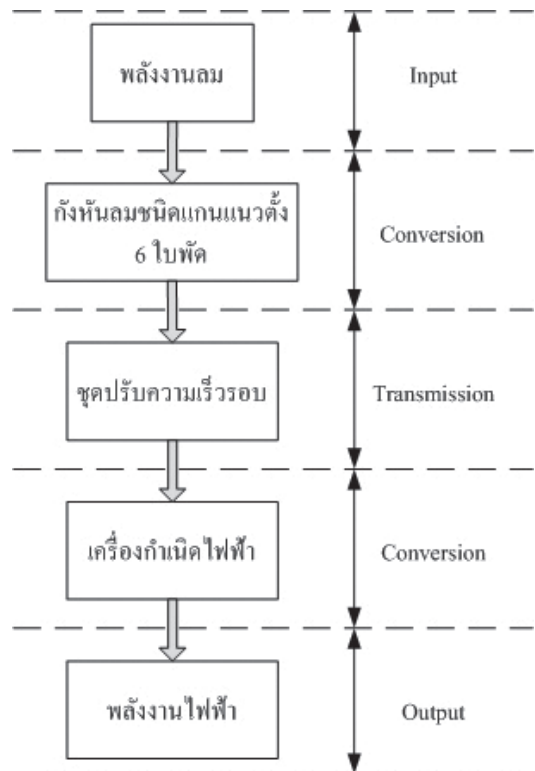 พลังงานลม
Input
กังหันลมชนิดแกนแนวตั้ง
6 ใบพัด
Conversion
ชุดปรับความเร็วรอบ
Transmission
เครื่องกำเนิดไฟฟ้า
Conversion
พลังงานไฟฟ้า
Output